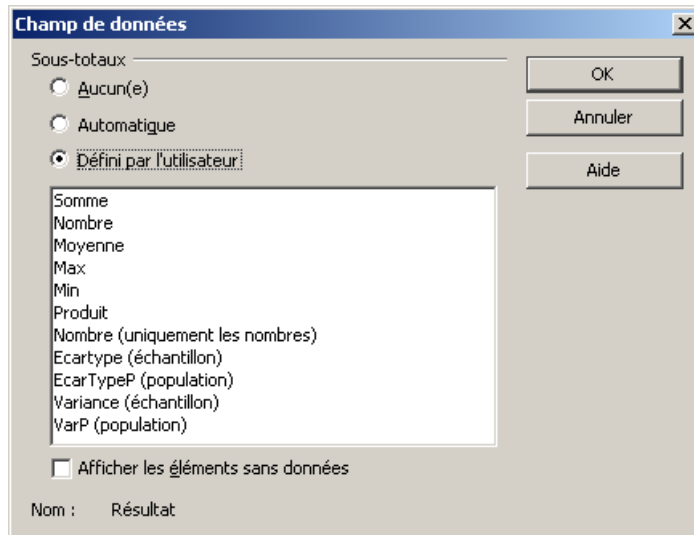 Champ de données
Sous-totaux
Aucun(e)
Automatique
Défini par l'utilisateur
Somme
Nombre
Moyenne
Max
Min
Produit
Nombre (uniquement les nombres)
Ecartype (échantillon)
EcarTypeP (population)
Variance (échantillon)
VarP (population)
Afficher les éléments sans données
Nom : Résultat
OK
Annuler
Aide